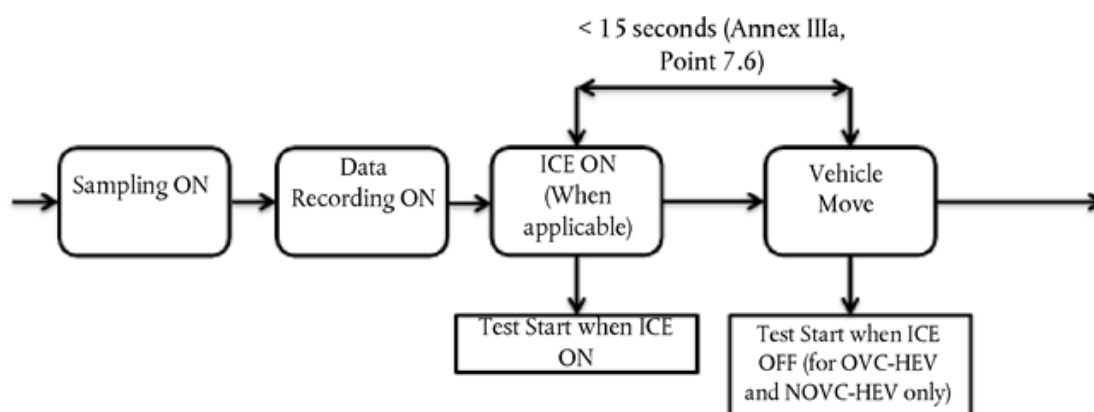 < 15 seconds (Annex IIIa,
Point 7.6)
Sampling ON
Data
Recording ON
ICE ON
(When
applicable)
Vehicle
Move
Test Start when ICE
ON
Test Start when ICE
OFF (for OVC-HEV
and NOVC-HEV only)